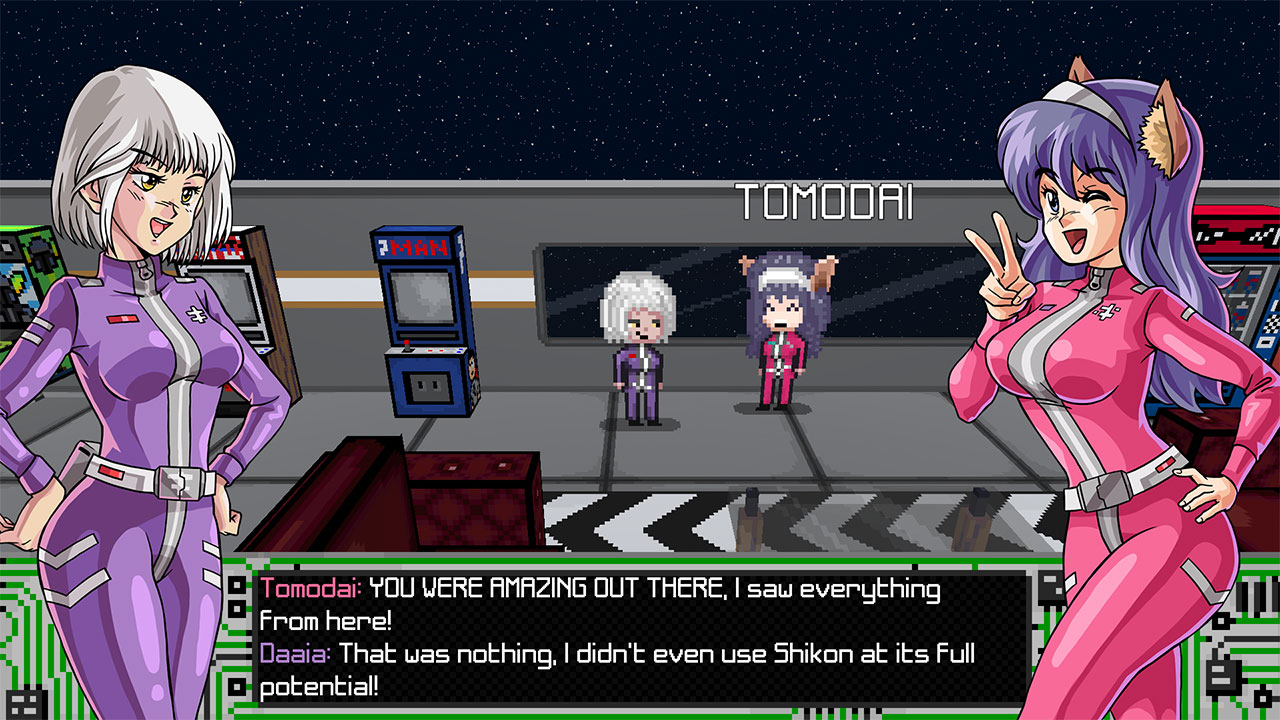 TOMODAI
?MAN
Tomodai: YOU WERE AMAZING OUT THERE, I saw everything
from here!
Daaia: That was nothing, I didn't even use Shikon at its full
potential!